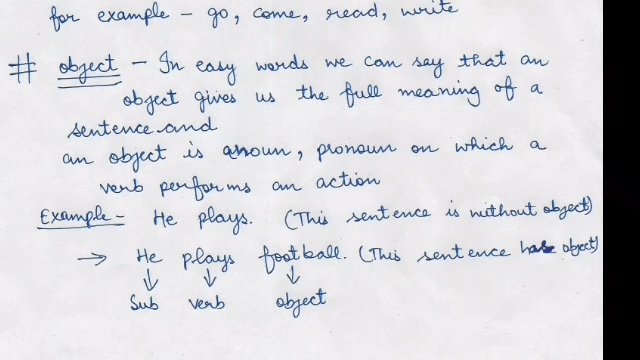 for example - go, come, read, write
# object - In easy words we can say that an
object gives us the full meaning of a
sentence and
an object is anoun, pronoun on which a
verb performs an action
Example - He plays. (This sentence is without object)
→ He plays football. (This sentence has object)
↓ ↓ ↓
Sub verb object